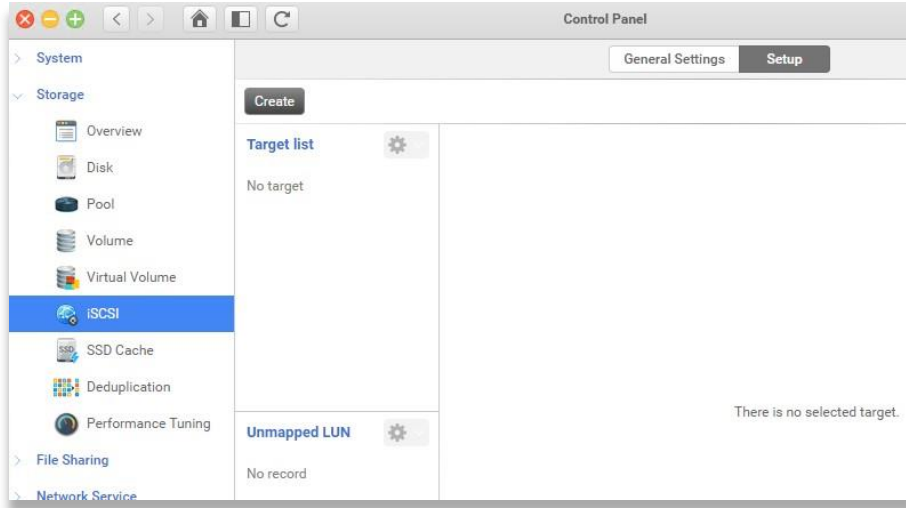 Control Panel
System
General Settings
Setup
Storage
Create
Overview
Target list
Disk
No target
Pool
Volume
Virtual Volume
iSCSI
SSD
SSD Cache
Deduplication
There is no selected target.
Performance Tuning
Unmapped LUN
File Sharing
No record
Network Service